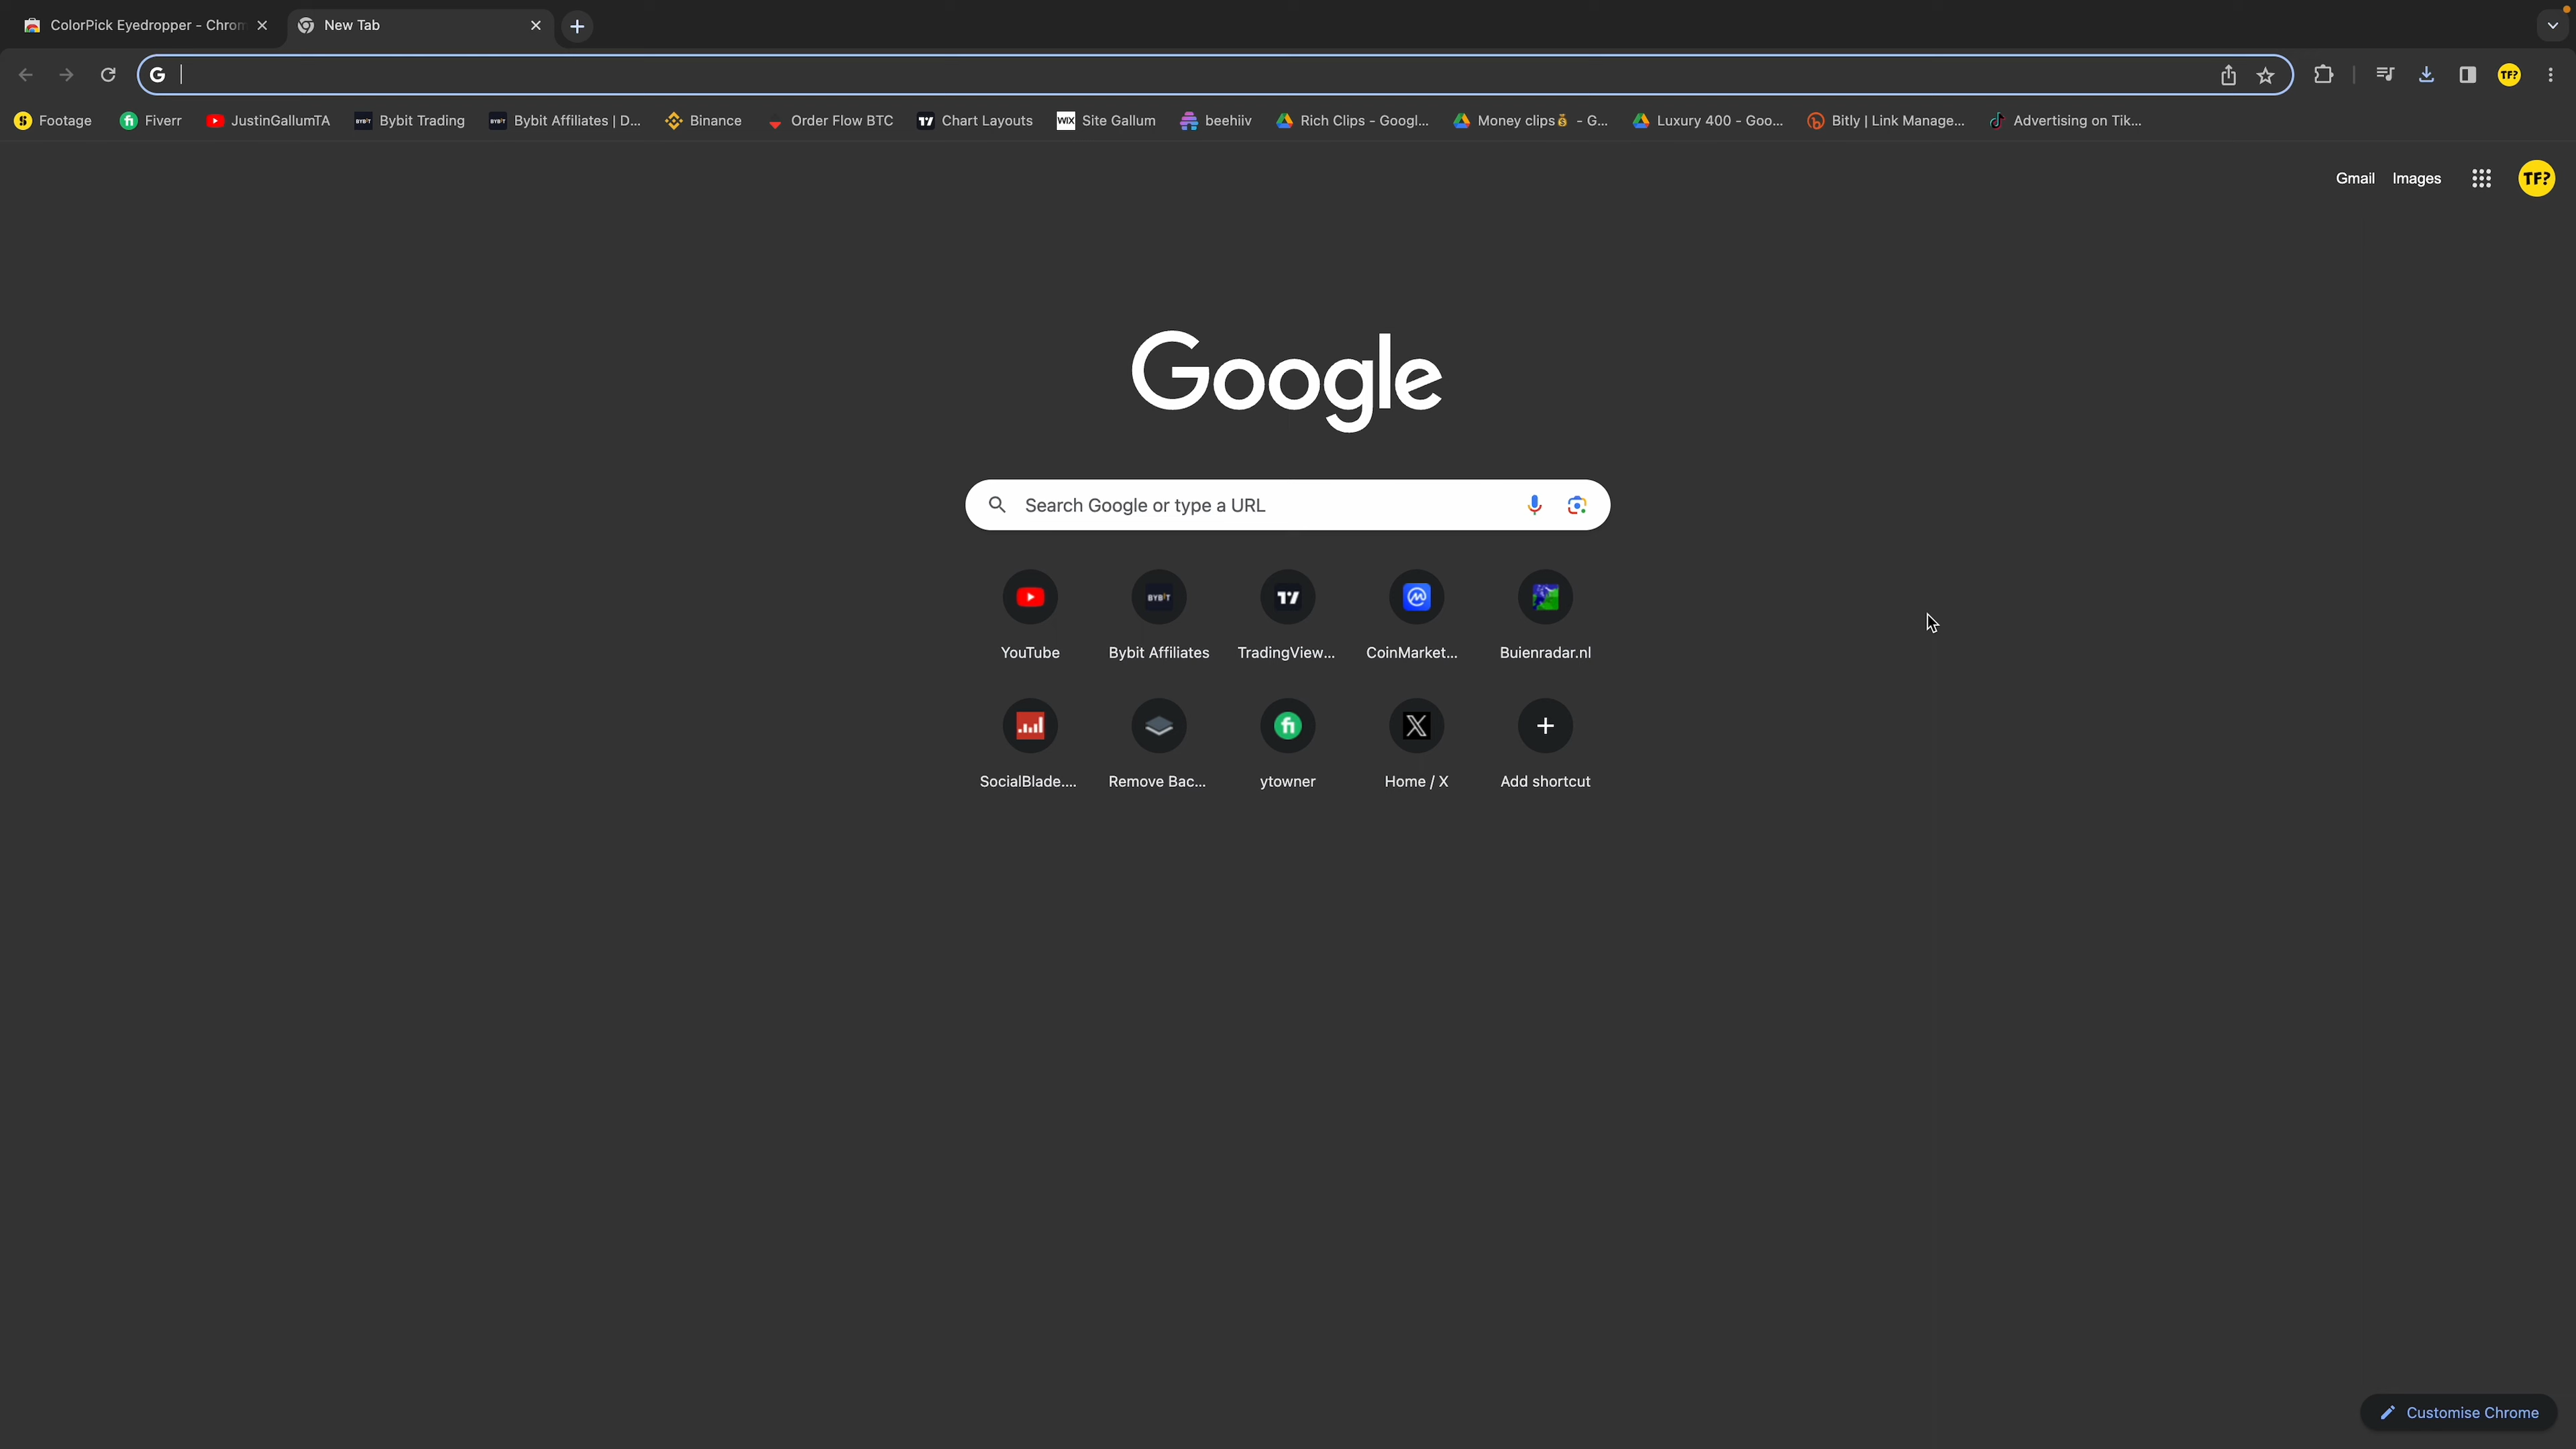 ColorPick Eyedropper - Chrom
New Tab
Footage Fiverr JustinGallumTA Bybit Trading Bybit Affiliates | D... Binance Order Flow BTC Chart Layouts WIX Site Gallum beehiiv Rich Clips - Googl... Money clips💰 - G... Luxury 400 - Goo... Bitly | Link Manage... Advertising on Tik...
Gmail Images TF?
Google
Search Google or type a URL
YouTube Bybit Affiliates TradingView... CoinMarket... Buienradar.nl
SocialBlade.... Remove Bac... ytowner Home / X Add shortcut
Customise Chrome